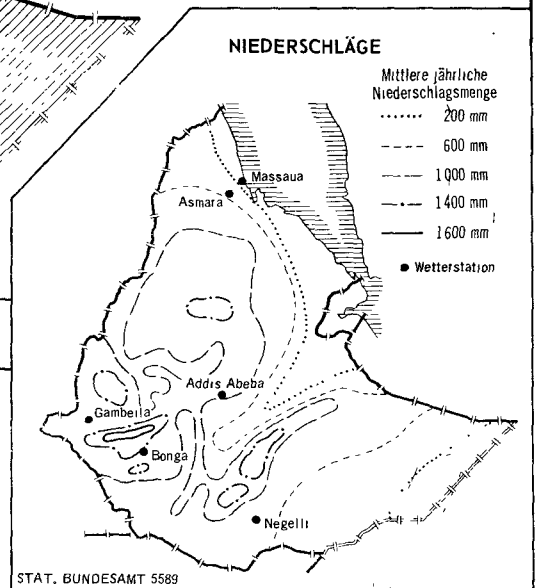 NIEDERSCHLÄGE
Mittlere jährliche
Niederschlagsmenge
200 mm
600 mm
1000 mm
1400 mm
1600 mm
Wetterstation
Massaua
Asmara
Addis Abeba
Gambella
Bonga
Negelli
STAT. BUNDESAMT 5589